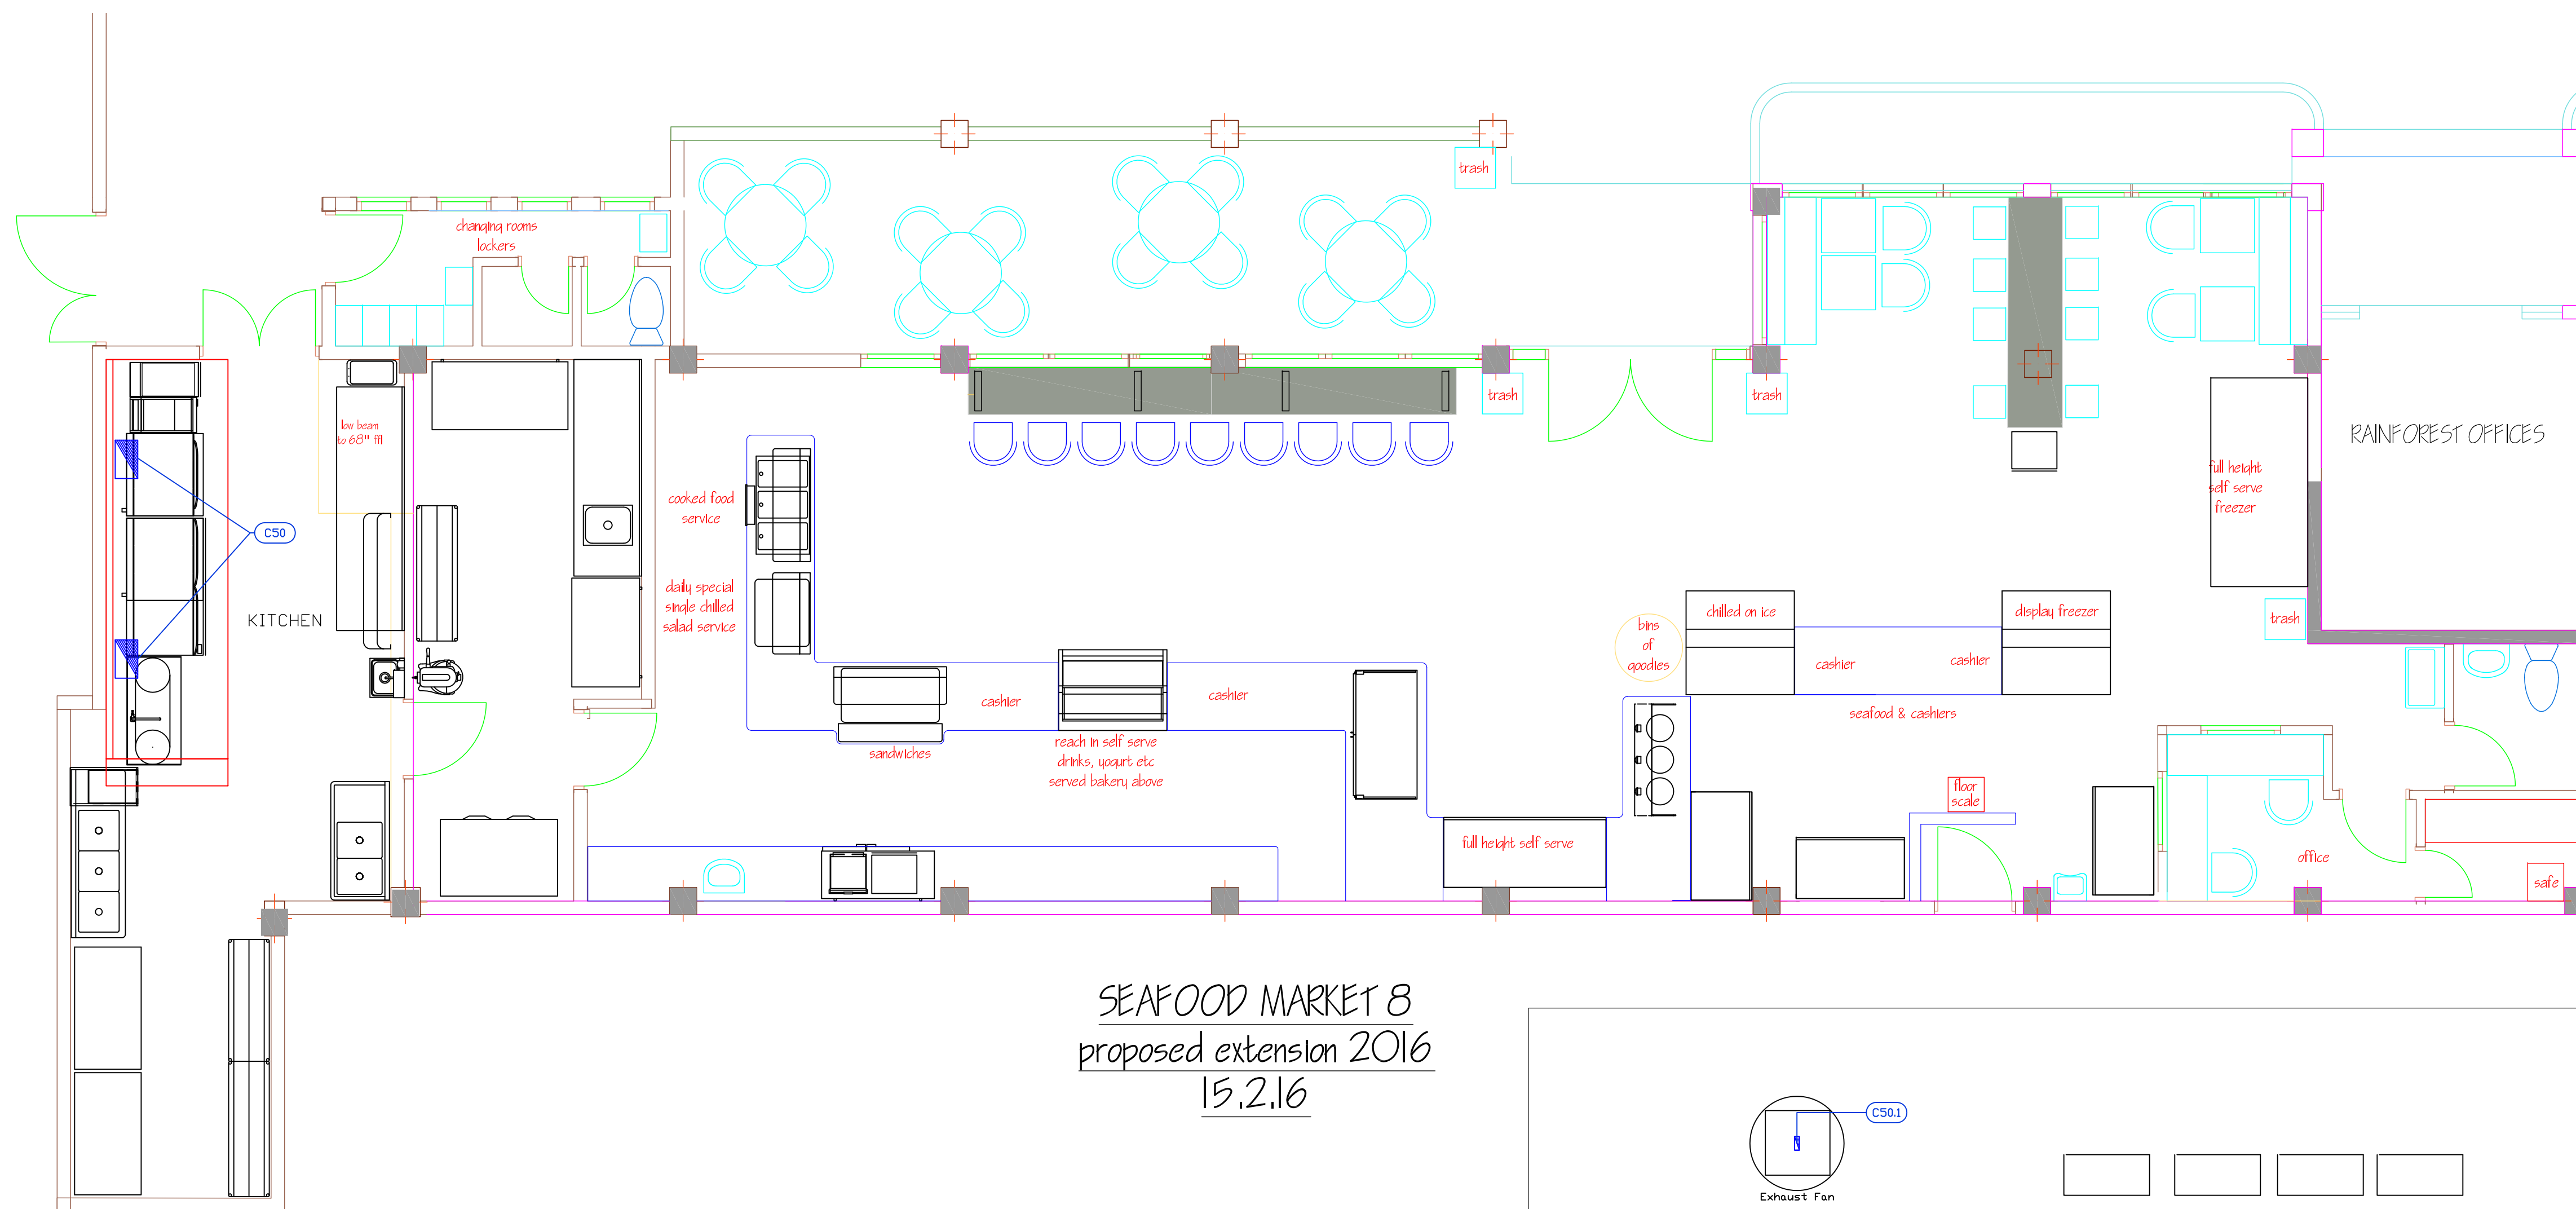 trash
changing rooms
lockers
trash
trash
low beam
to 68" ffl
RAINFOREST OFFICES
full height
self serve
freezer
cooked food
service
C50
daily special
single chilled
salad service
KITCHEN
bins
of
goodies
chilled on ice
display freezer
trash
cashier
cashier
cashier
cashier
seafood & cashiers
sandwiches
reach in self serve
drinks, yogurt etc
served bakery above
floor
scale
full height self serve
office
safe
SEAFOOD MARKET 8
proposed extension 2016
15.2.16
C50.1
Exhaust Fan